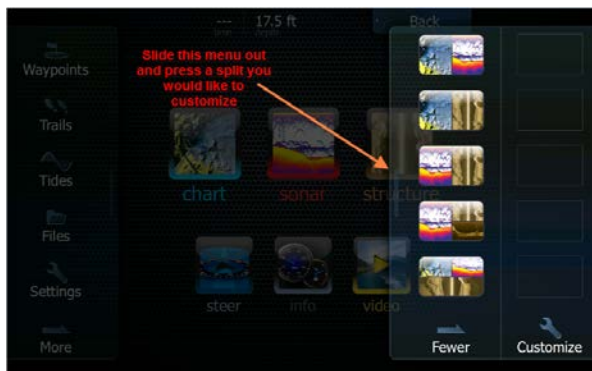 --- 17.5 ft Back
Slide this menu out
and press a split you
would like to
customize
Waypoints
Trails
Tides
Files
Settings
More
chart sonar structure
steer info video
Fewer Customize